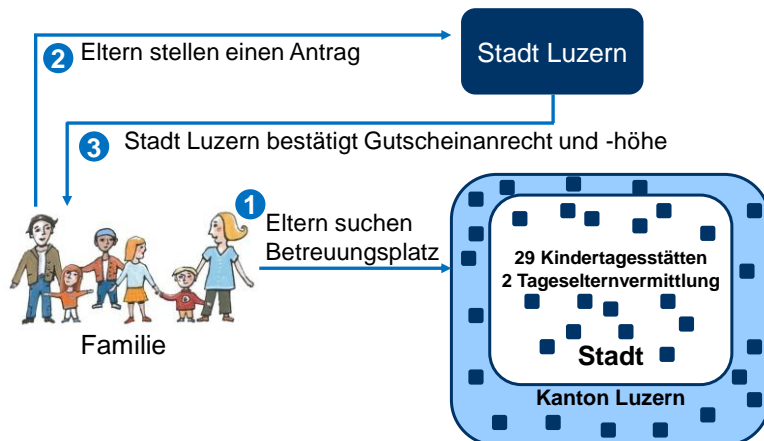 2 Eltern stellen einen Antrag
Stadt Luzern
3 Stadt Luzern bestätigt Gutscheinanrecht und -höhe
1 Eltern suchen
Betreuungsplatz
29 Kindertagesstätten
2 Tageselternvermittlung
Stadt
Familie
Kanton Luzern